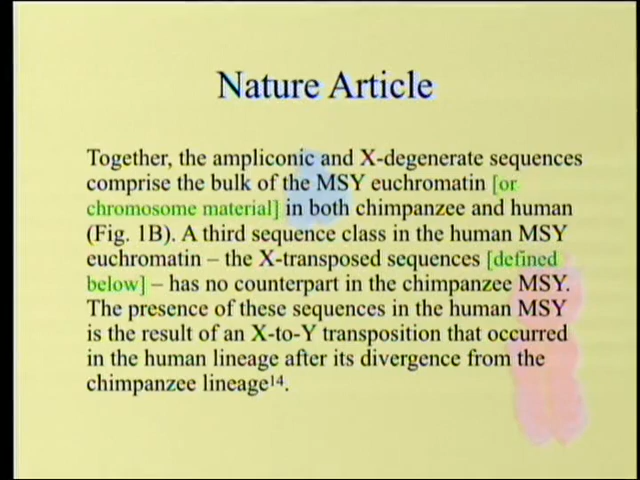 Nature Article
Together, the ampliconic and X-degenerate sequences
comprise the bulk of the MSY euchromatin [or
chromosome material] in both chimpanzee and human
(Fig. 1B). A third sequence class in the human MSY
euchromatin – the X-transposed sequences [defined
below] – has no counterpart in the chimpanzee MSY.
The presence of these sequences in the human MSY
is the result of an X-to-Y transposition that occurred
in the human lineage after its divergence from the
chimpanzee lineage¹⁴.